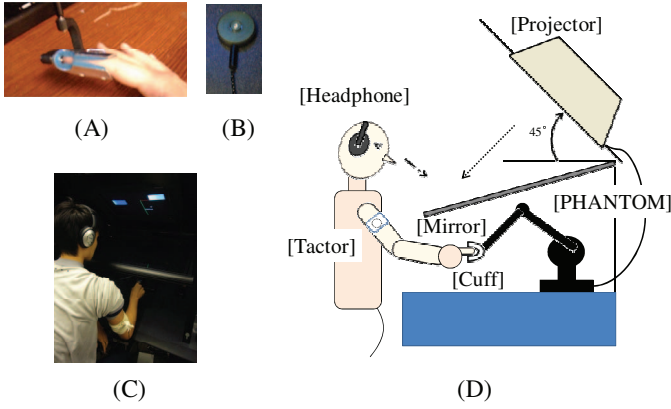 [Projector]
[Headphone]
(A)
(B)
45°
[PHANTOM]
[Mirror]
[Tactor]
[Cuff]
(C)
(D)